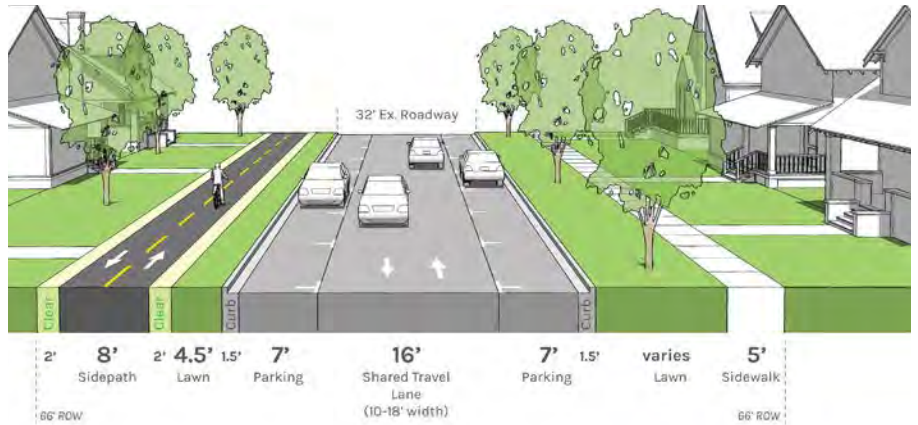 32' Ex. Roadway
Clear
Clear
Curb
Curb
2' 8' 2' 4.5' 1.5' 7' 16' 7' 1.5' varies 5'
Sidepath Lawn Parking Shared Travel Parking Lawn Sidewalk
Lane
(10-18' width)
66' ROW 66' ROW